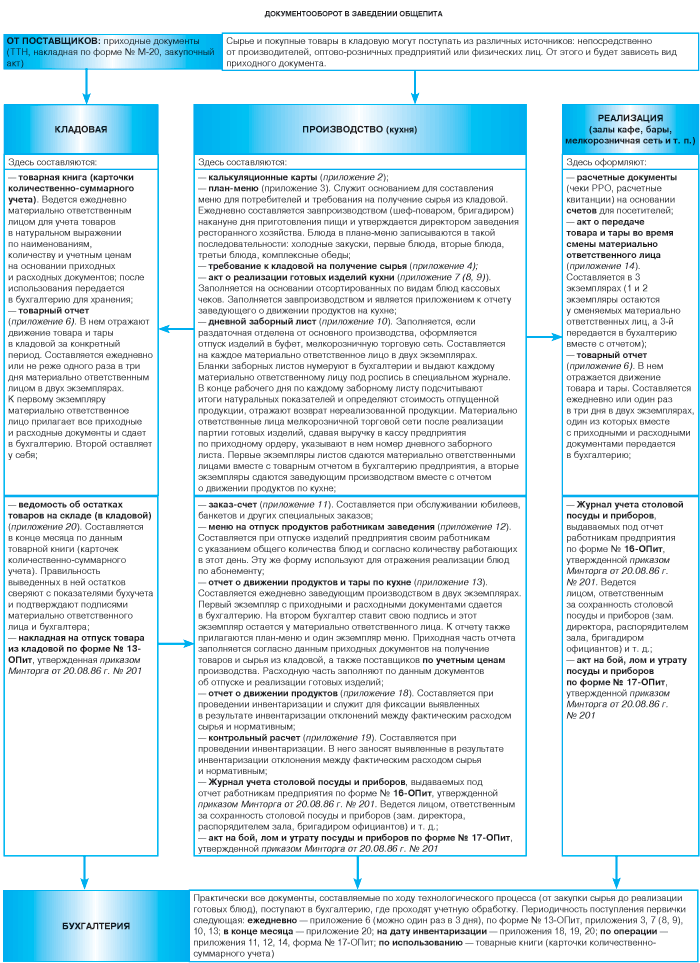 ДОКУМЕНТООБОРОТ В ЗАВЕДЕНИИ ОБЩЕПИТА
ОТ ПОСТАВЩИКОВ: приходные документы
(ТТН, накладная по форме № М-20, закупочный
акт)
Сырье и покупные товары в кладовую могут поступать из различных источников: непосредственно
от производителей, оптово-розничных предприятий или физических лиц. От этого и будет зависеть вид
приходного документа.
КЛАДОВАЯ
Здесь составляются:
— товарная книга (карточки
количественно-суммарного
учета). Ведется ежедневно
материально ответственным
лицом для учета товаров
в натуральном выражении
по наименованиям,
количеству и учетным ценам
на основании приходных
и расходных документов; после
использования передается
в бухгалтерию для хранения;
— товарный отчет
(приложение 6). В нем отражают
движение товара и тары
в кладовой за конкретный
период. Составляется ежедневно
или не реже одного раза в три
дня материально ответственным
лицом в двух экземплярах.
К первому экземпляру
материально ответственное
лицо прилагает все приходные
и расходные документы и сдает
в бухгалтерию. Второй оставляет
у себя;
— ведомость об остатках
товаров на складе (в кладовой)
(приложение 20). Составляется
в конце месяца по данным
товарной книги (карточек
количественно-суммарного
учета). Правильность
выведенных в ней остатков
сверяют с показателями бухучета
и подтверждают подписями
материально ответственного
лица и бухгалтера;
— накладная на отпуск товара
из кладовой по форме № 13-
ОПит, утвержденная приказом
Минторга от 20.08.86 г. № 201
ПРОИЗВОДСТВО (кухня)
Здесь составляются:
— калькуляционные карты (приложение 2);
— план-меню (приложение 3). Служит основанием для составления
меню для потребителей и требования на получение сырья из кладовой.
Ежедневно составляется завпроизводством (шеф-поваром, бригадиром)
накануне дня приготовления пищи и утверждается директором заведения
ресторанного хозяйства. Блюда в плане-меню записываются в такой
последовательности: холодные закуски, первые блюда, вторые блюда,
третьи блюда, комплексные обеды;
— требование к кладовой на получение сырья (приложение 4);
— акт о реализации готовых изделий кухни (приложение 7 (8, 9)).
Заполняется на основании отсортированных по видам блюд кассовых
чеков. Заполняется завпроизводством и является приложением к отчету
заведующего о движении продуктов на кухне;
— дневной заборный лист (приложение 10). Заполняется, если
раздаточная отделена от основного производства, оформляется
отпуск изделий в буфет, мелкорозничную торговую сеть. Составляется
на каждое материально ответственное лицо в двух экземплярах.
Бланки заборных листов нумеруют в бухгалтерии и выдают каждому
материально ответственному лицу под роспись в специальном журнале.
В конце рабочего дня по каждому заборному листу подсчитывают
итоги натуральных показателей и определяют стоимость отпущенной
продукции, отражают возврат нереализованной продукции. Материально
ответственные лица мелкорозничной торговой сети после реализации
партии готовых изделий, сдавая выручку в кассу предприятия
по приходному ордеру, указывают в нем номер дневного заборного
листа. Первые экземпляры листов сдаются материально ответственными
лицами вместе с товарным отчетом в бухгалтерию предприятия, а вторые
экземпляры сдаются заведующим производством вместе с отчетом
о движении продуктов по кухне;
— заказ-счет (приложение 11). Составляется при обслуживании юбилеев,
банкетов и других специальных заказов;
— меню на отпуск продуктов работникам заведения (приложение 12).
Составляется при отпуске изделий предприятия своим работникам
с указанием общего количества блюд и согласно количеству работающих
в этот день. Эту же форму используют для отражения реализации блюд
по абонементу;
— отчет о движении продуктов и тары по кухне (приложение 13).
Составляется ежедневно заведующим производством в двух экземплярах.
Первый экземпляр с приходными и расходными документами сдается
в бухгалтерию. На втором бухгалтер ставит свою подпись и этот
экземпляр остается у материально ответственного лица. К отчету также
прилагаются план-меню и один экземпляр меню. Приходная часть отчета
заполняется согласно данным приходных документов на получение
товаров и сырья из кладовой, а также поставщиков по учетным ценам
производства. Расходную часть заполняют по данным документов
об отпуске и реализации готовых изделий;
— отчет о движении продуктов (приложение 18). Составляется при
проведении инвентаризации и служит для фиксации выявленных
в результате инвентаризации отклонений между фактическим расходом
сырья и нормативным;
— контрольный расчет (приложение 19). Составляется при
проведении инвентаризации. В него заносят выявленные в результате
инвентаризации отклонения между фактическим расходом сырья
и нормативным;
— Журнал учета столовой посуды и приборов, выдаваемых под
отчет работникам предприятия по форме № 16-ОПит, утвержденной
приказом Минторга от 20.08.86 г. № 201. Ведется лицом, ответственным
за сохранность столовой посуды и приборов (зам. директора,
распорядителем зала, бригадиром официантов) и т. д.;
— акт на бой, лом и утрату посуды и приборов по форме № 17-ОПит,
утвержденной приказом Минторга от 20.08.86 г. № 201
РЕАЛИЗАЦИЯ
(залы кафе, бары,
мелкорозничная сеть и т. п.)
Здесь оформляют:
— расчетные документы
(чеки РРО, расчетные
квитанции) на основании
счетов для посетителей;
— акт о передаче
товара и тары во время
смены материально
ответственного лица
(приложение 14).
Составляется в 3
экземплярах (1 и 2
экземпляры остаются
у сменяемых материально
ответственных лиц, а 3-й
передается в бухалтерию
вместе с отчетом);
— товарный отчет
(приложение 6). В нем
отражается движение
товара и тары. Составляется
ежедневно или один раз
в три дня в двух экземплярах,
один из которых вместе
с приходными и расходными
документами передается
в бухгалтерию;
— Журнал учета столовой
посуды и приборов,
выдаваемых под отчет
работникам предприятия
по форме № 16-ОПит,
утвержденной приказом
Минторга от 20.08.86 г.
№ 201. Ведется
лицом, ответственным
за сохранность столовой
посуды и приборов (зам.
директора, распорядителем
зала, бригадиром
официантов) и т. д.;
— акт на бой, лом и утрату
посуды и приборов
по форме № 17-ОПит,
утвержденной приказом
Минторга от 20.08.86 г.
№ 201
БУХГАЛТЕРИЯ
Практически все документы, составляемые по ходу технологического процесса (от закупки сырья до реализации
готовых блюд), поступают в бухгалтерию, где проходят учетную обработку. Периодичность поступления первички
следующая: ежедневно — приложение 6 (можно один раз в 3 дня), по форме № 13-ОПит, приложения 3, 7 (8, 9),
10, 13; в конце месяца — приложение 20; на дату инвентаризации — приложения 18, 19, 20; по операции —
приложения 11, 12, 14, форма № 17-ОПит; по использованию — товарные книги (карточки количественно-
суммарного учета)